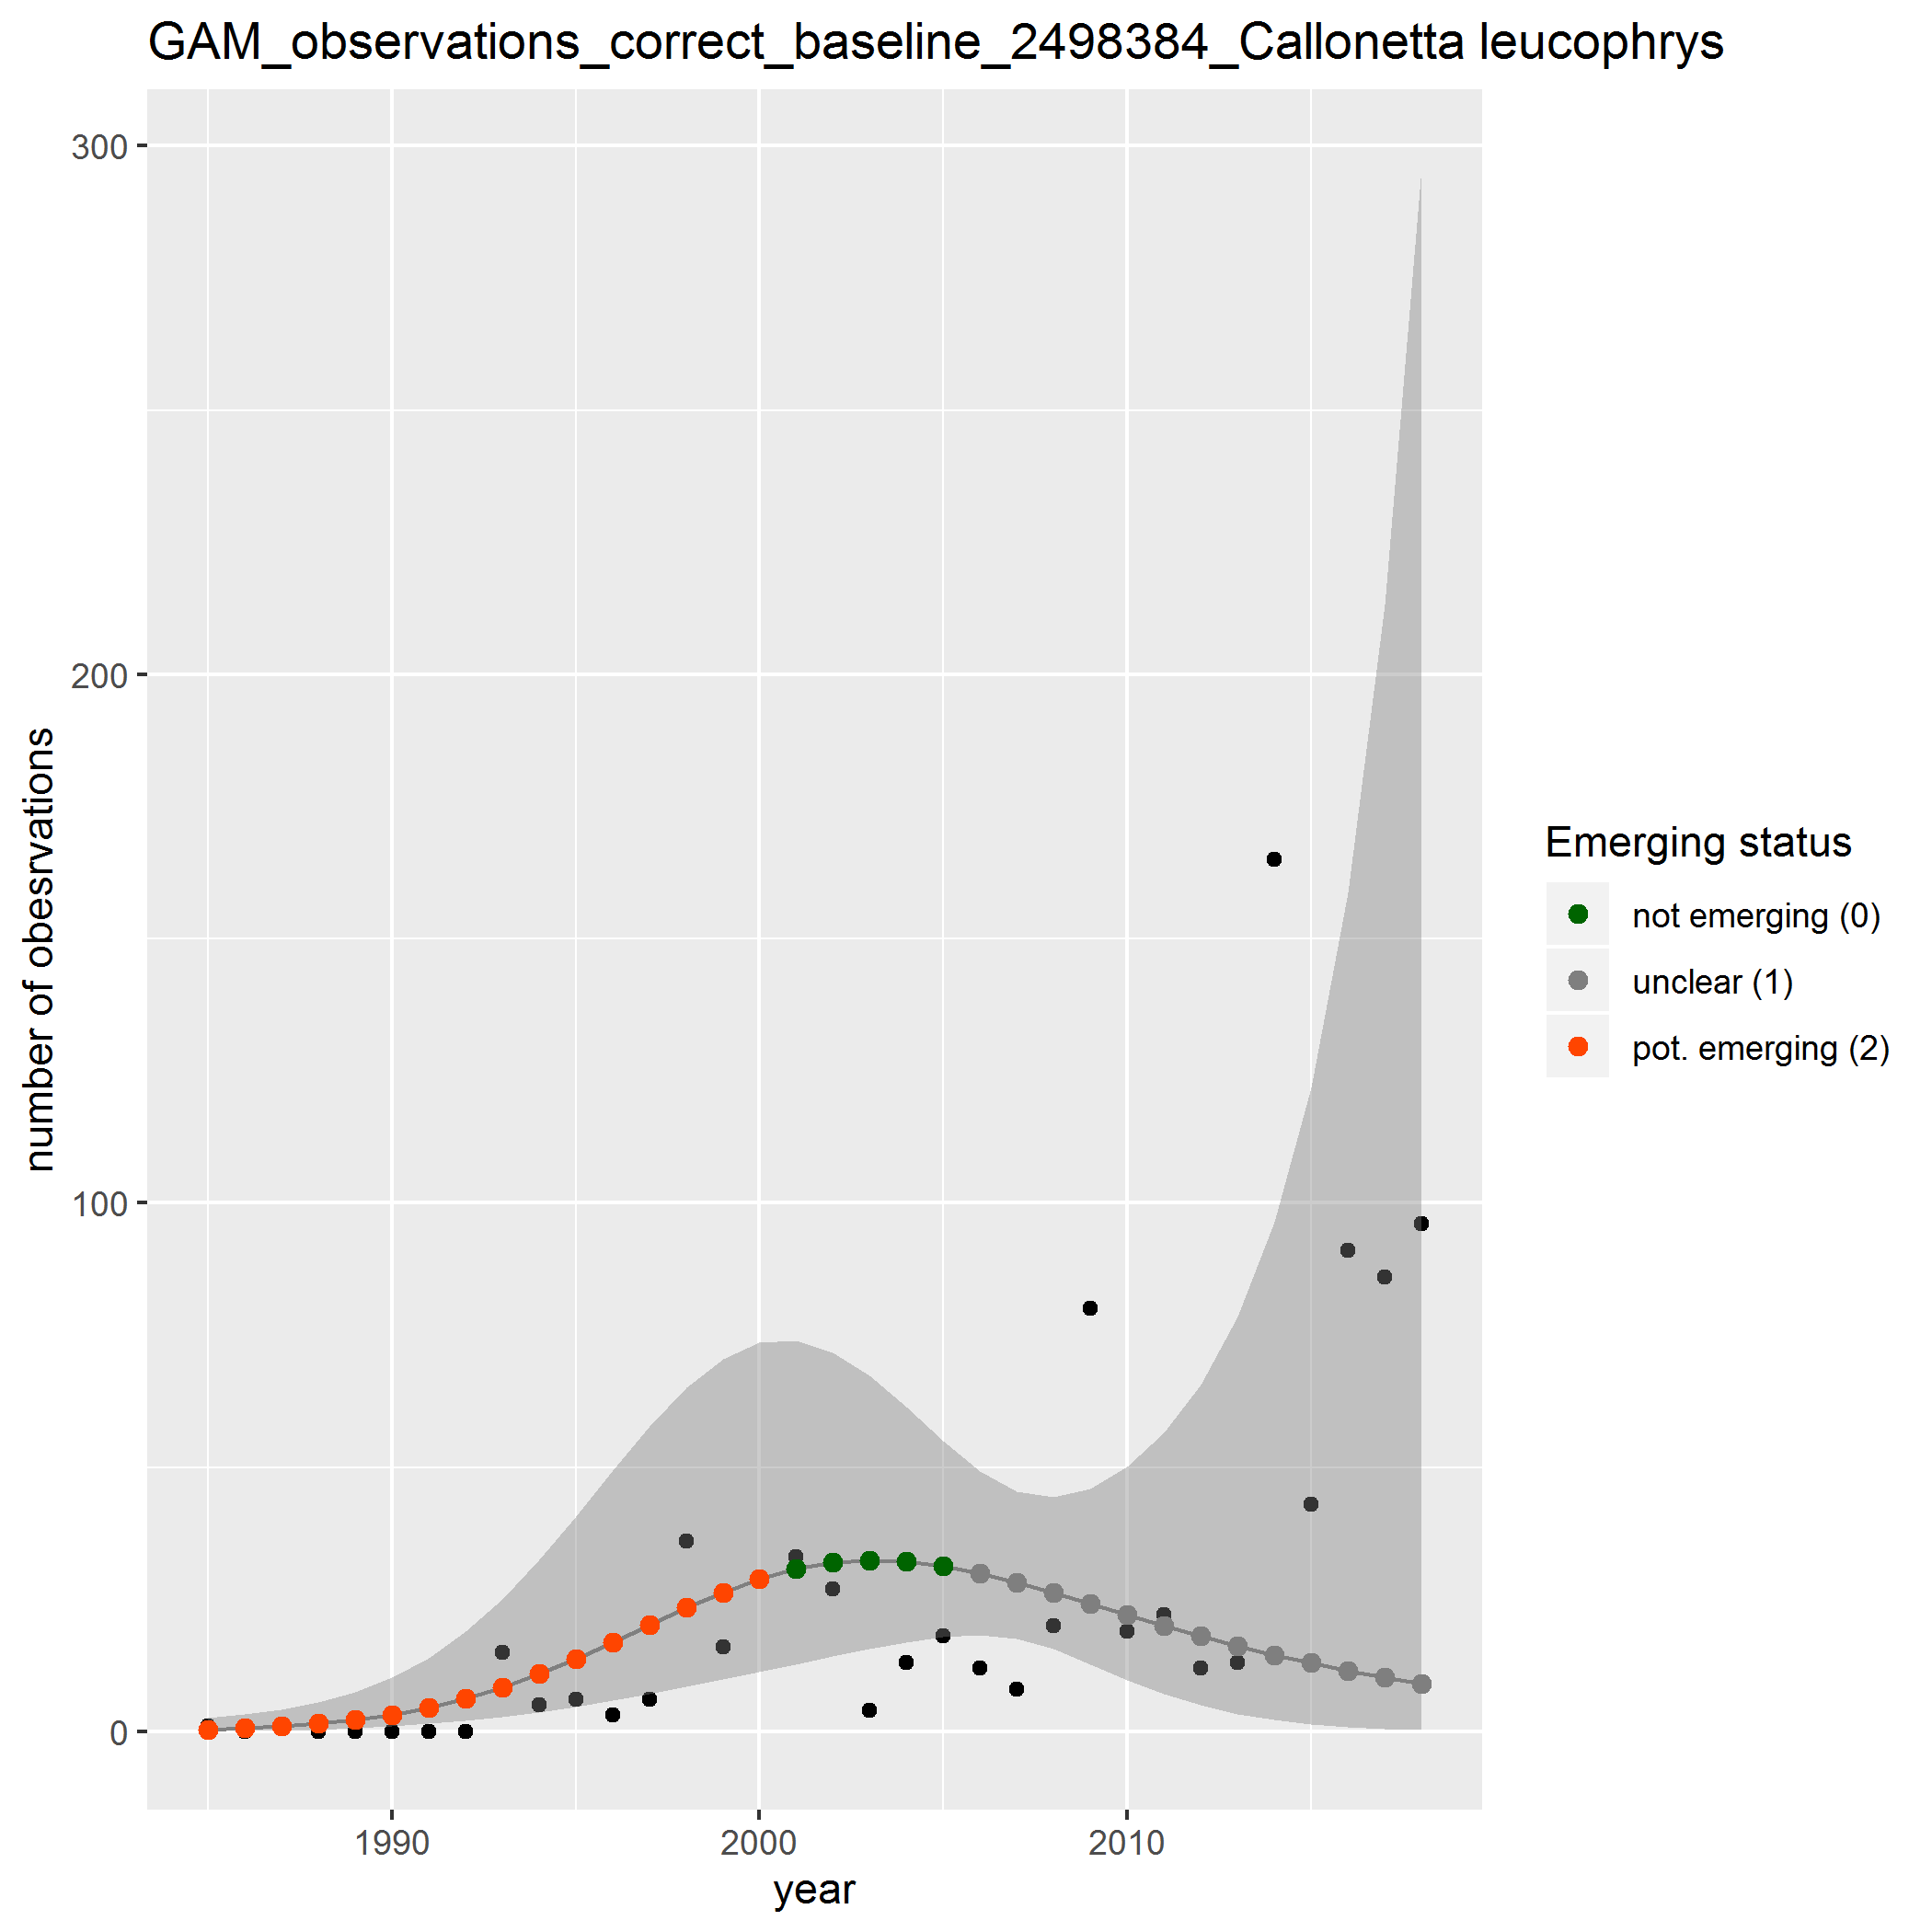 GAM_observations_correct_baseline_2498384_Callonetta leucophrys
300
200
100
0
number of obesrvations
1990
2000
2010
year
Emerging status
not emerging (0)
unclear (1)
pot. emerging (2)